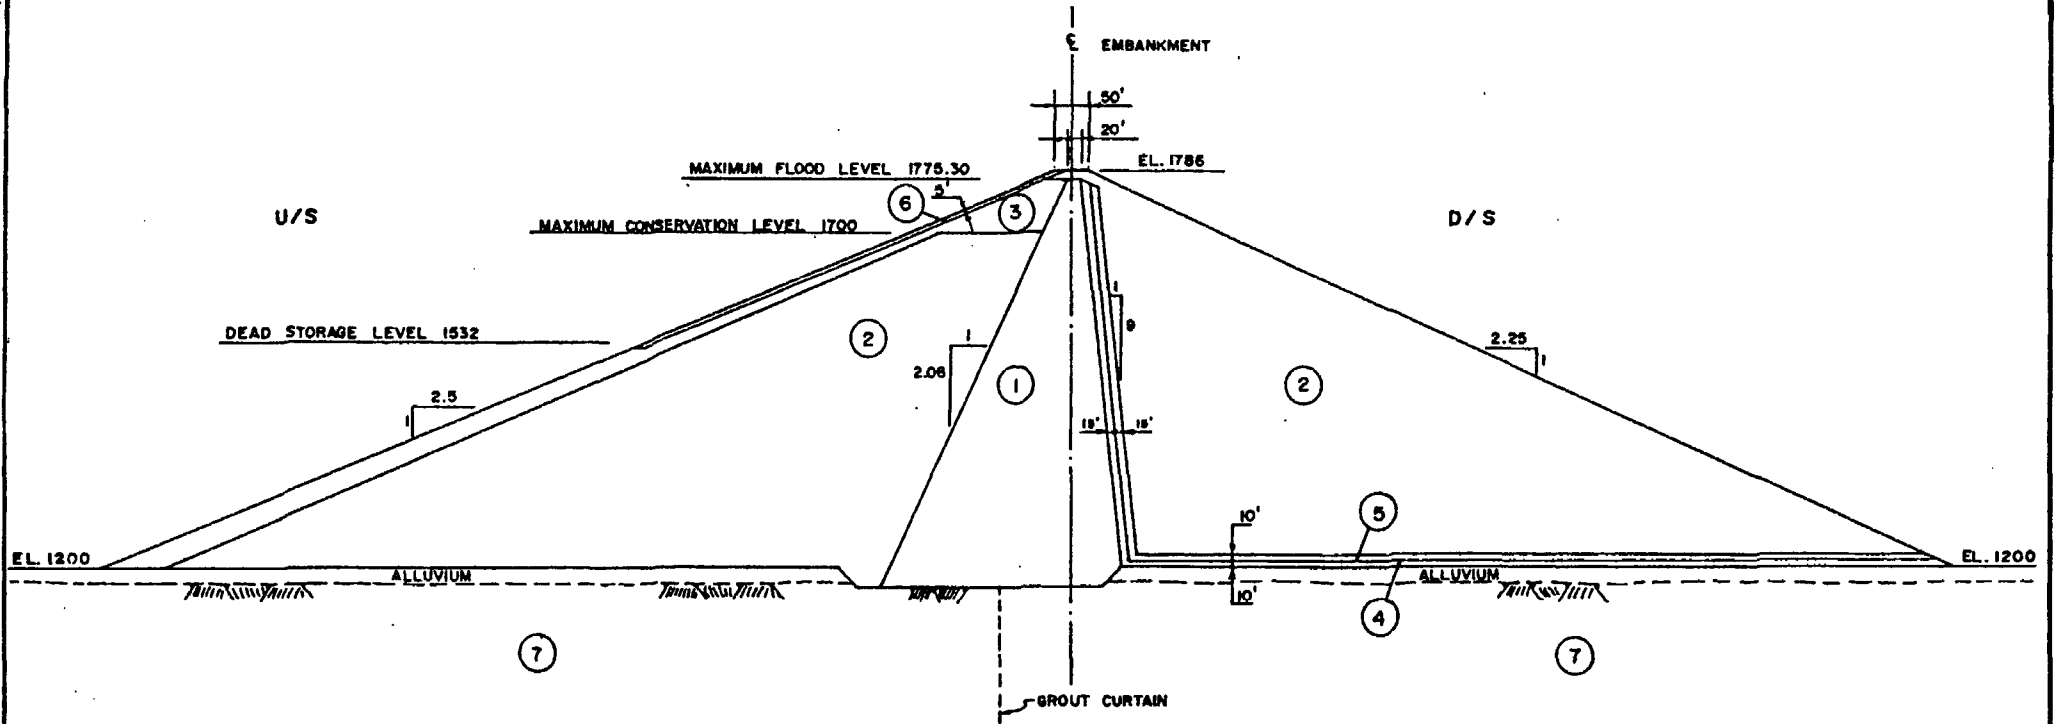 ℄ EMBANKMENT
50'
20'
MAXIMUM FLOOD LEVEL 1775.30
EL. 1786
U/S
6
5'
3
D/S
MAXIMUM CONSERVATION LEVEL 1700
DEAD STORAGE LEVEL 1532
2
1
2.06
1
1
9
2
2.25
1
2.5
1
15'
15'
5
10'
EL. 1200
EL. 1200
ALLUVIUM
ALLUVIUM
10'
4
7
7
GROUT CURTAIN